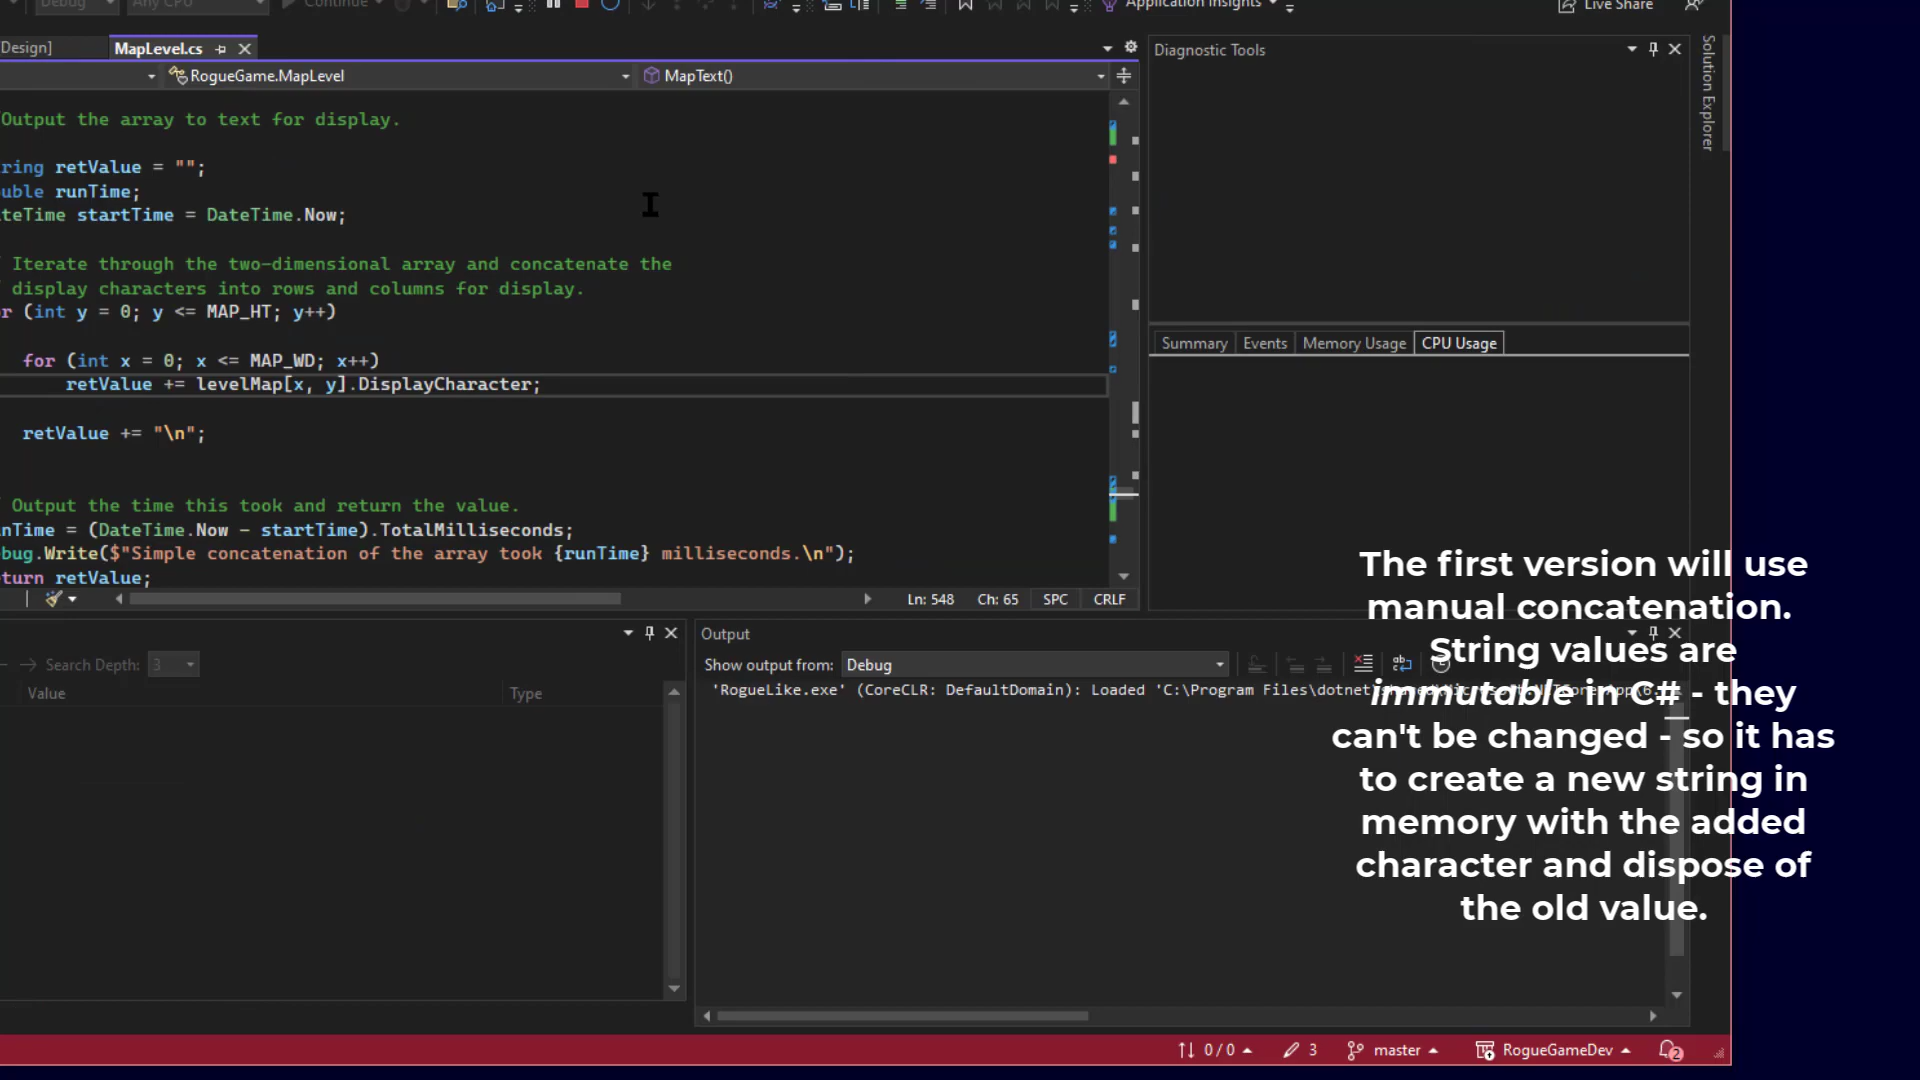 Debug
Any CPU
Continue
Application Insights
Live Share
Design]
MapLevel.cs
RogueGame.MapLevel
MapText()
Diagnostic Tools
Solution Explorer
Output the array to text for display.
ring retValue = "";
uble runTime;
teTime startTime = DateTime.Now;
Iterate through the two-dimensional array and concatenate the
display characters into rows and columns for display.
r (int y = 0; y <= MAP_HT; y++)
for (int x = 0; x <= MAP_WD; x++)
retValue += levelMap[x, y].DisplayCharacter;
retValue += "\n";
Output the time this took and return the value.
nTime = (DateTime.Now - startTime).TotalMilliseconds;
bug.Write($"Simple concatenation of the array took {runTime} milliseconds.\n");
turn retValue;
Ln: 548 Ch: 65 SPC CRLF
Summary Events Memory Usage CPU Usage
Search Depth: 3
Value Type
Output
Show output from: Debug
'RogueLike.exe' (CoreCLR: DefaultDomain): Loaded 'C:\Program Files\dotnet\
The first version will use
manual concatenation.
String values are
immutable in C# - they
can't be changed - so it has
to create a new string in
memory with the added
character and dispose of
the old value.
0 / 0
3
master
RogueGameDev
2